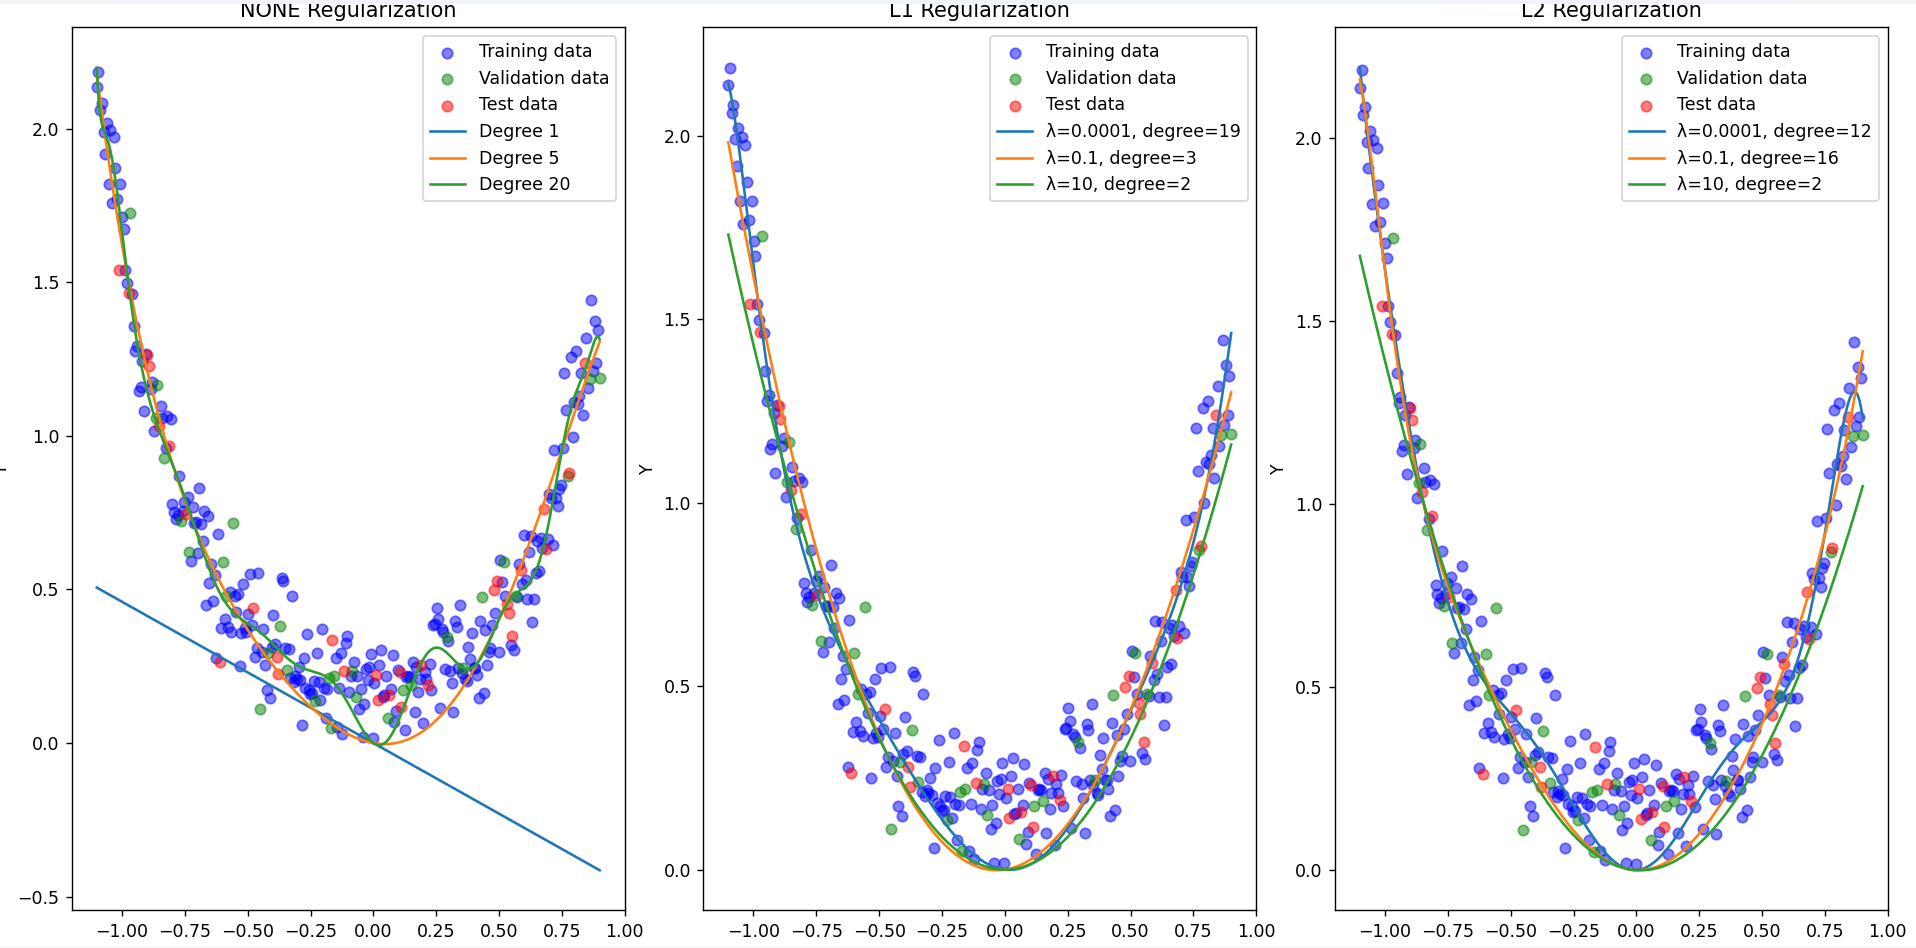 NONE Regularization
Training data
Validation data
Test data
Degree 1
Degree 5
Degree 20
2.0
1.5
1.0
0.5
0.0
−0.5
−1.00 −0.75 −0.50 −0.25 0.00 0.25 0.50 0.75 1.00
L1 Regularization
Training data
Validation data
Test data
λ=0.0001, degree=19
λ=0.1, degree=3
λ=10, degree=2
Y
2.0
1.5
1.0
0.5
0.0
−1.00 −0.75 −0.50 −0.25 0.00 0.25 0.50 0.75 1.00
L2 Regularization
Training data
Validation data
Test data
λ=0.0001, degree=12
λ=0.1, degree=16
λ=10, degree=2
Y
2.0
1.5
1.0
0.5
0.0
−1.00 −0.75 −0.50 −0.25 0.00 0.25 0.50 0.75 1.00